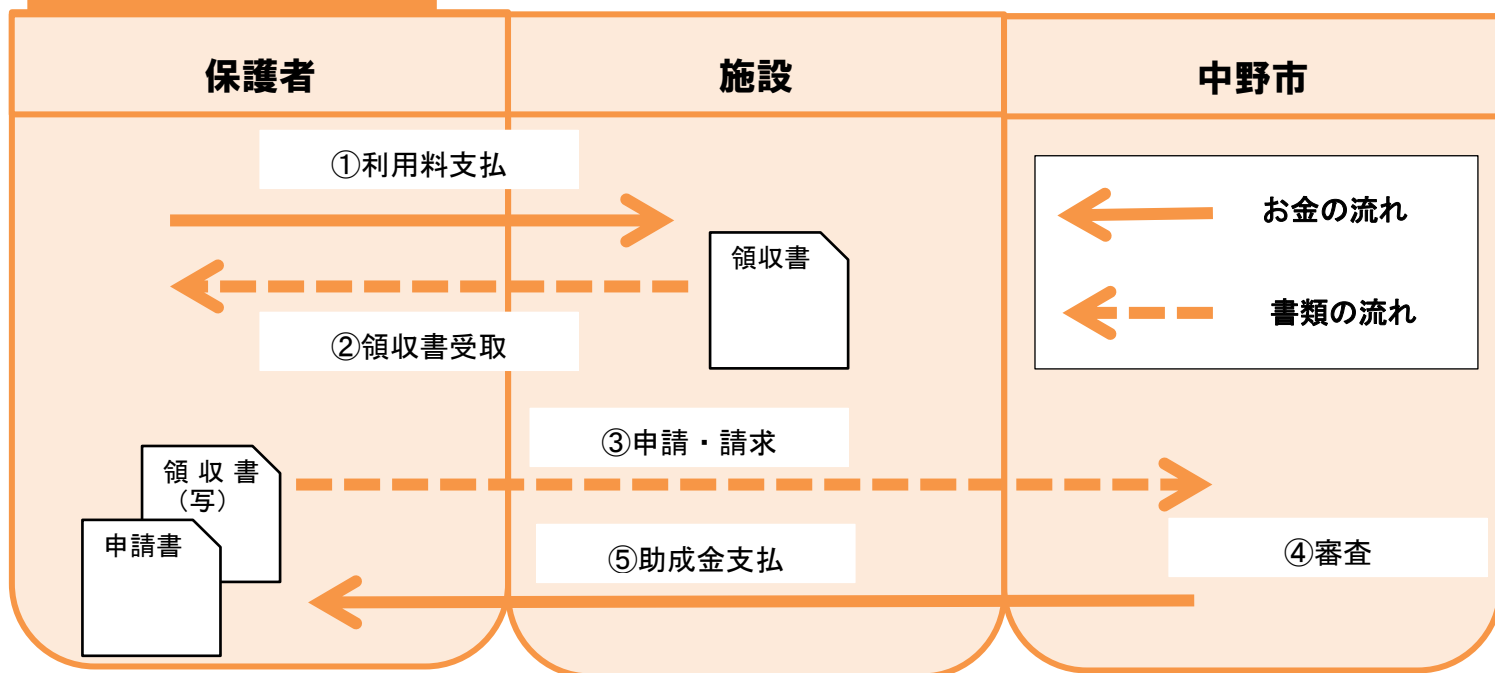 保護者
施設
中野市
①利用料支払
お金の流れ
領収書
書類の流れ
②領収書受取
③申請・請求
領収書
（写）
申請書
⑤助成金支払
④審査